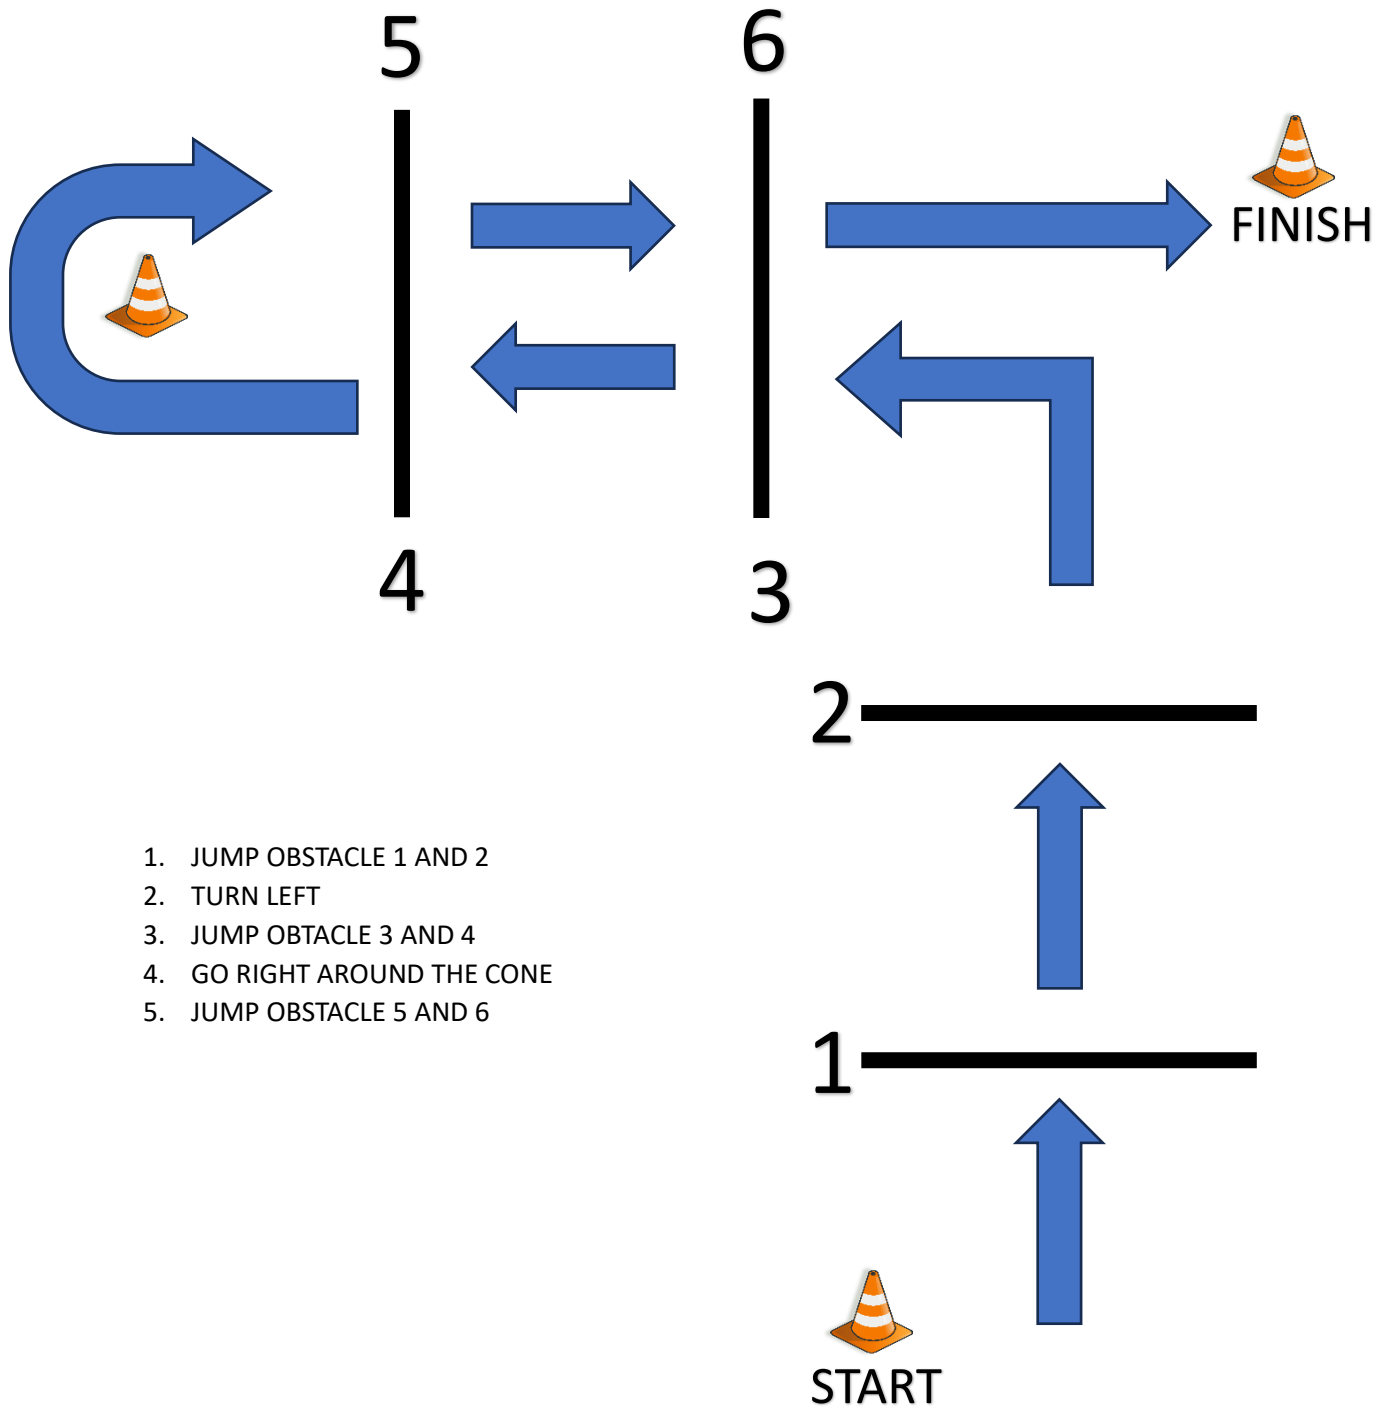 5
6
FINISH
4
3
2
1. JUMP OBSTACLE 1 AND 2
2. TURN LEFT
3. JUMP OBTACLE 3 AND 4
4. GO RIGHT AROUND THE CONE
5. JUMP OBSTACLE 5 AND 6
1
START